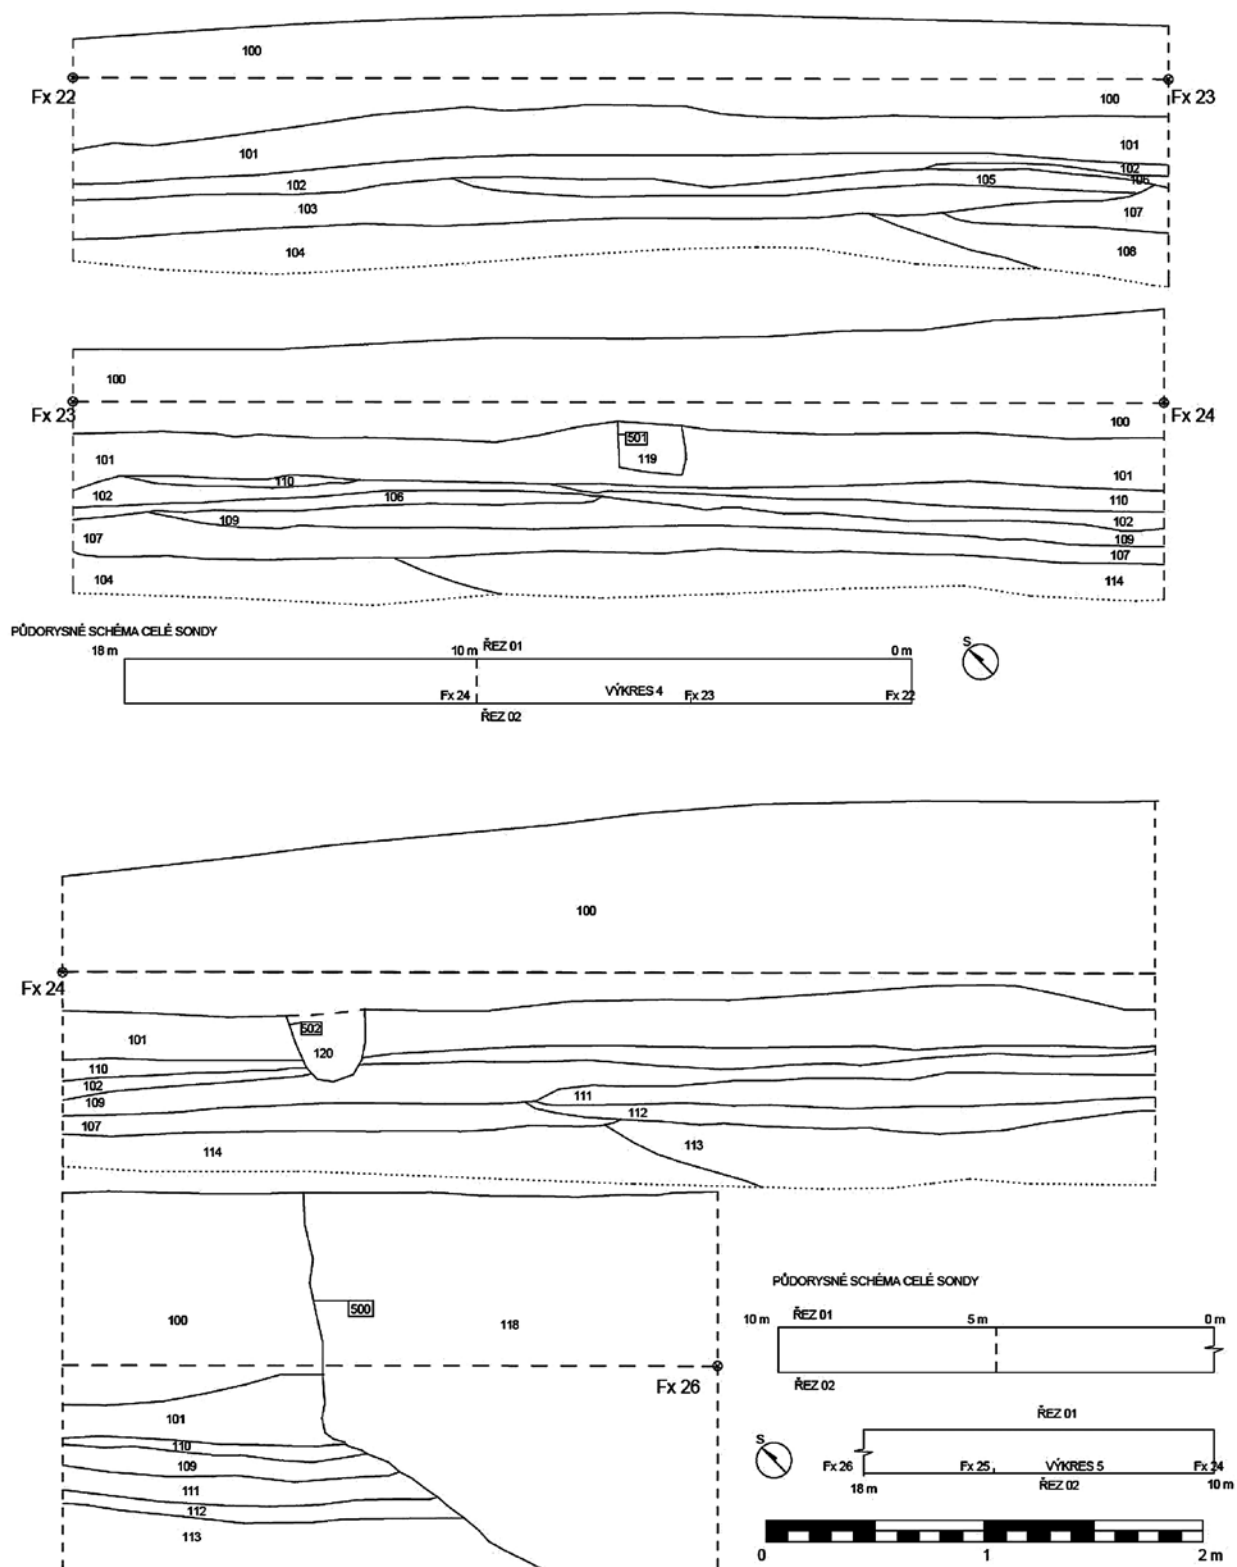 100
Fx 22 100 Fx 23
101 101
102 102
105 106
103 107
104 108
100
Fx 23 100 Fx 24
501
101 119 101
110
102 106 110
109 102
107 109
107
104 114
PŮDORYSNÉ SCHÉMA CELÉ SONDY
18 m 10 m ŘEZ 01 0 m S
Fx 24 VÝKRES 4 Fx 23 Fx 22
ŘEZ 02
100
Fx 24
502
101 120
110
102
109 111
107 112
114 113
100 500 118
Fx 26
101
110
109
111
112
113
PŮDORYSNÉ SCHÉMA CELÉ SONDY
10 m ŘEZ 01 5 m 0 m
ŘEZ 02
ŘEZ 01
S
Fx 26 Fx 25 VÝKRES 5 Fx 24
18 m ŘEZ 02 10 m
0 1 2 m